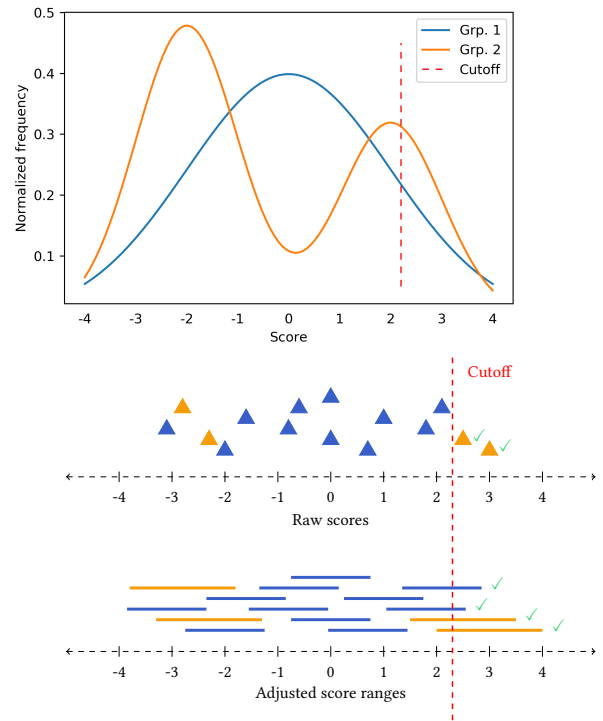 0.5
0.4
0.3
0.2
0.1
Normalized frequency
Grp. 1
Grp. 2
Cutoff
-4 -3 -2 -1 0 1 2 3 4
Score
Cutoff
-4 -3 -2 -1 0 1 2 3 4
Raw scores
-4 -3 -2 -1 0 1 2 3 4
Adjusted score ranges